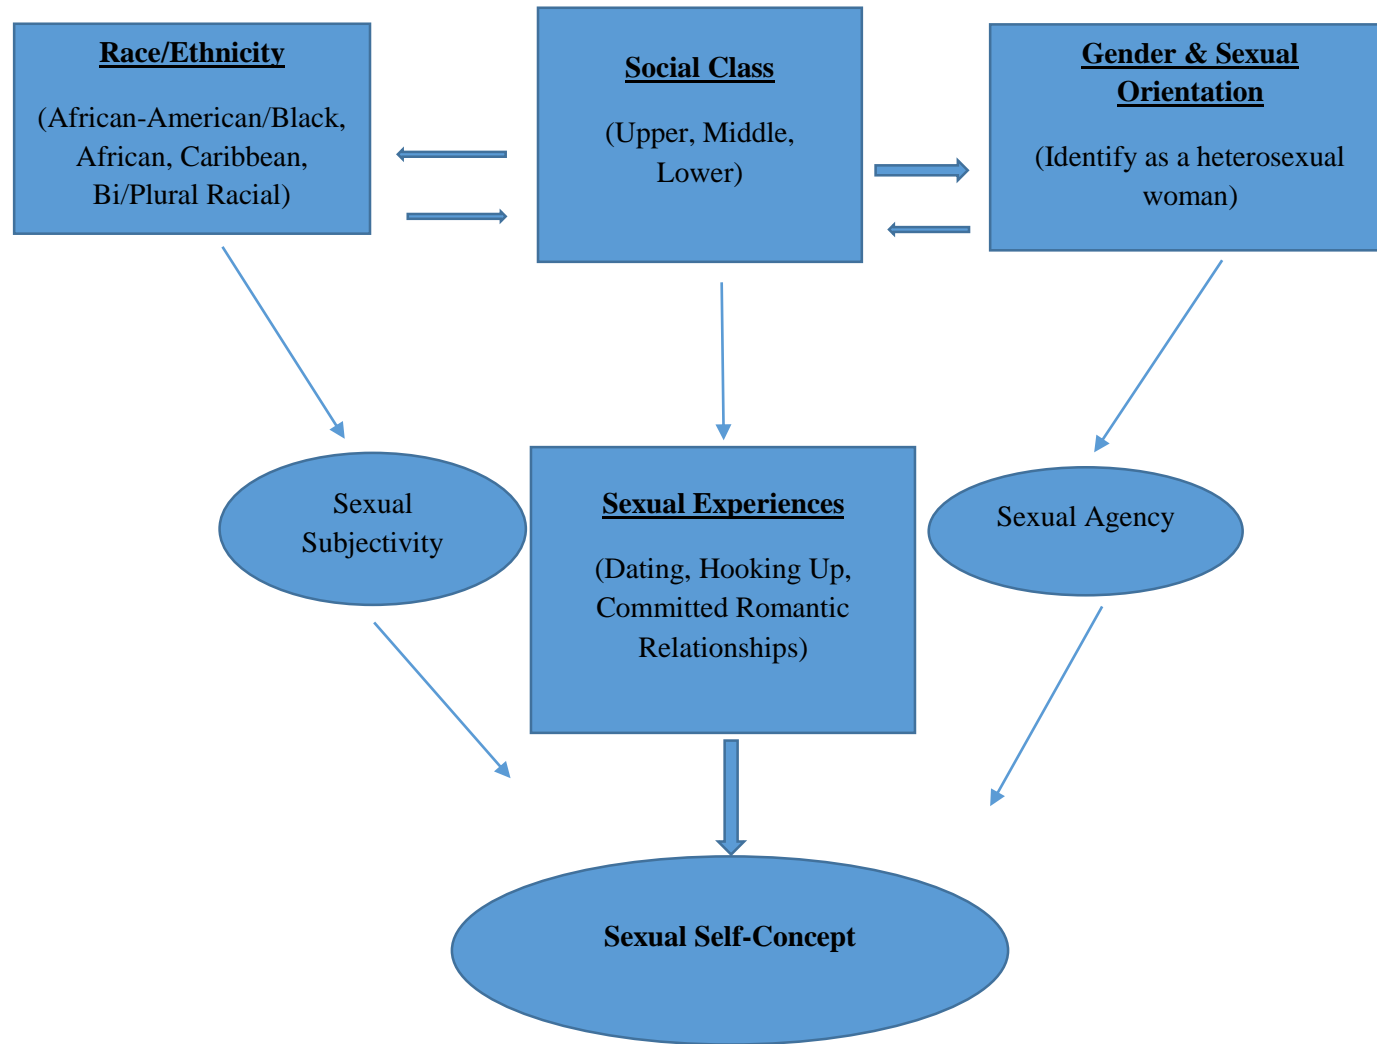 Race/Ethnicity
(African-American/Black,
African, Caribbean,
Bi/Plural Racial)
Social Class
(Upper, Middle,
Lower)
Gender & Sexual
Orientation
(Identify as a heterosexual
woman)
Sexual
Subjectivity
Sexual Experiences
(Dating, Hooking Up,
Committed Romantic
Relationships)
Sexual Agency
Sexual Self-Concept